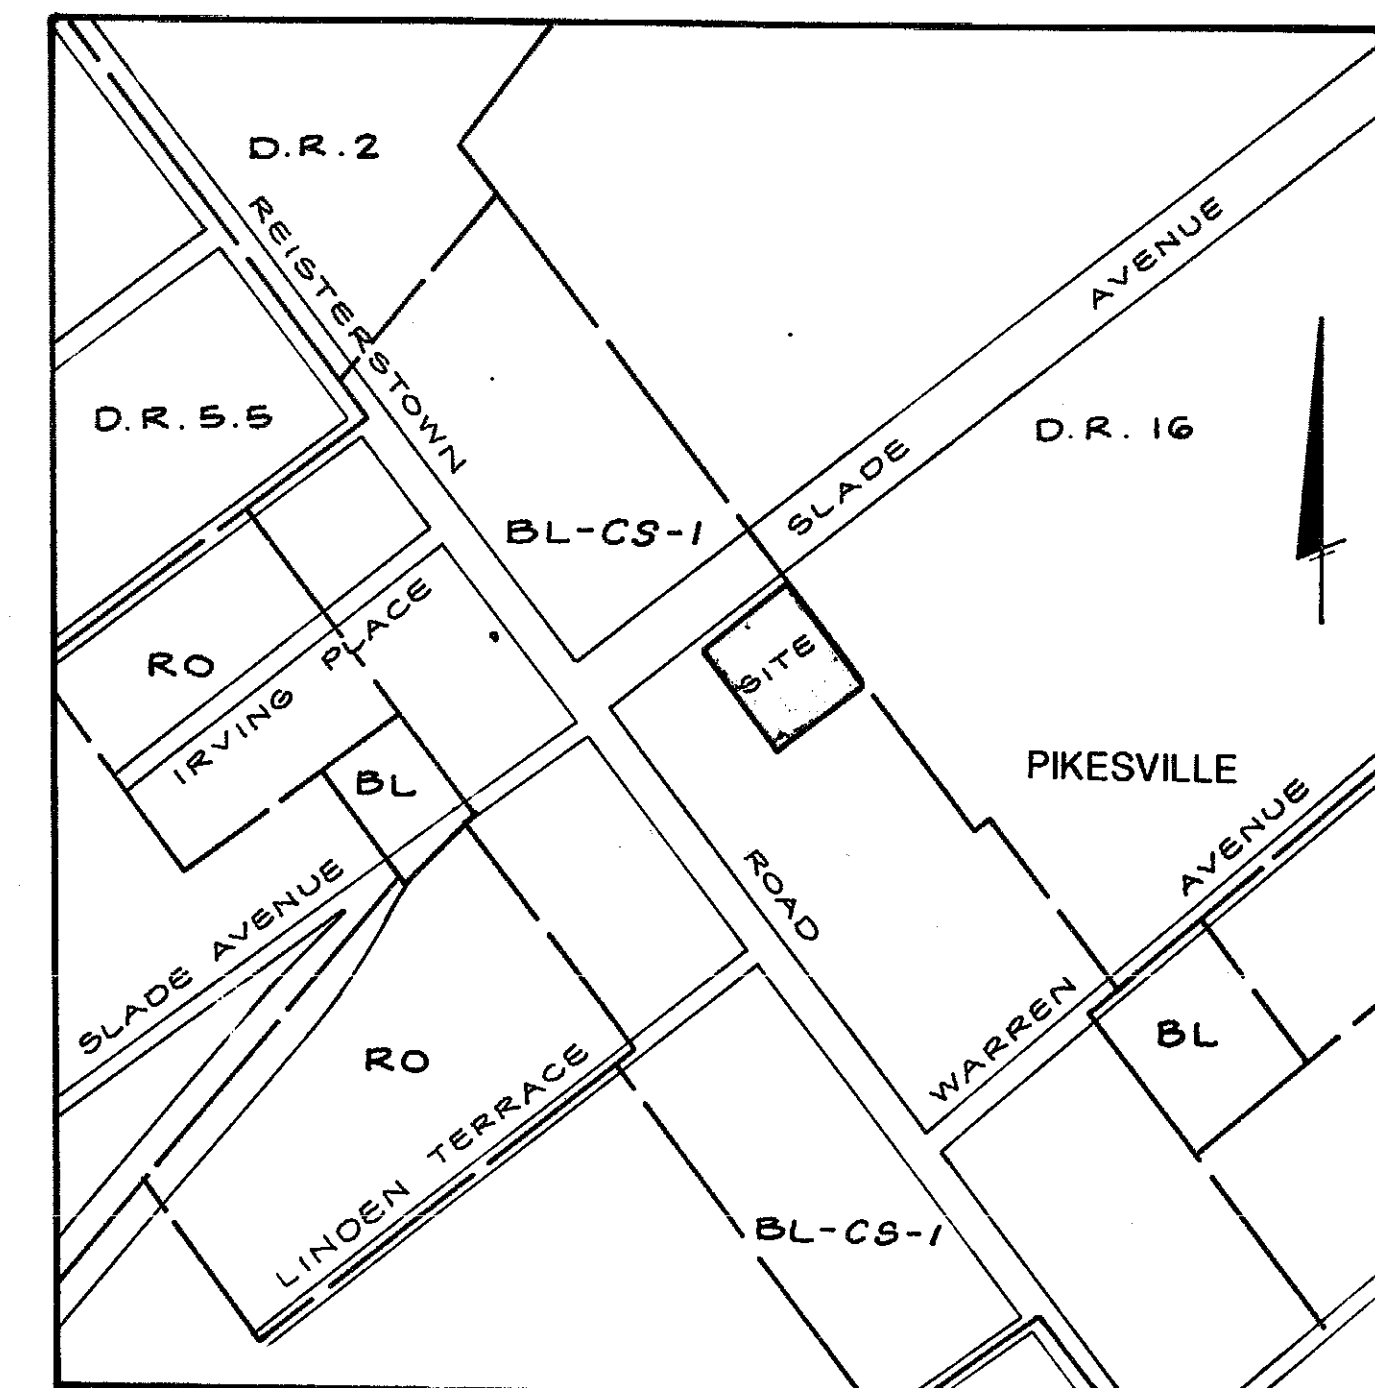 D.R.2
REISTERSTOWN
AVENUE
D.R.5.5
D.R. 16
SLADE
BL-CS-1
IRVING PLACE
RO
SITE
BL
PIKESVILLE
AVENUE
ROAD
SLADE AVENUE
WARREN
BL
RO
LINDEN TERRACE
BL-CS-1